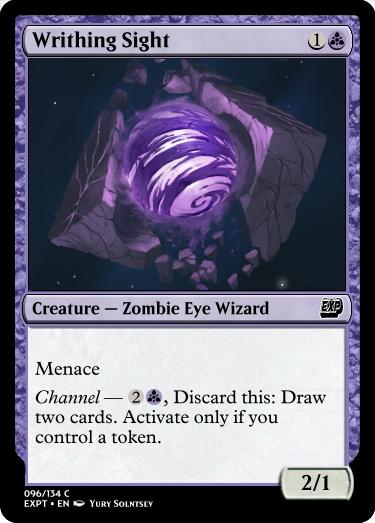 Writhing Sight 1
Creature — Zombie Eye Wizard EXP
Menace
Channel — 2 , Discard this: Draw
two cards. Activate only if you
control a token.
2/1
096/134 C
EXPT • EN Yury Solntsev